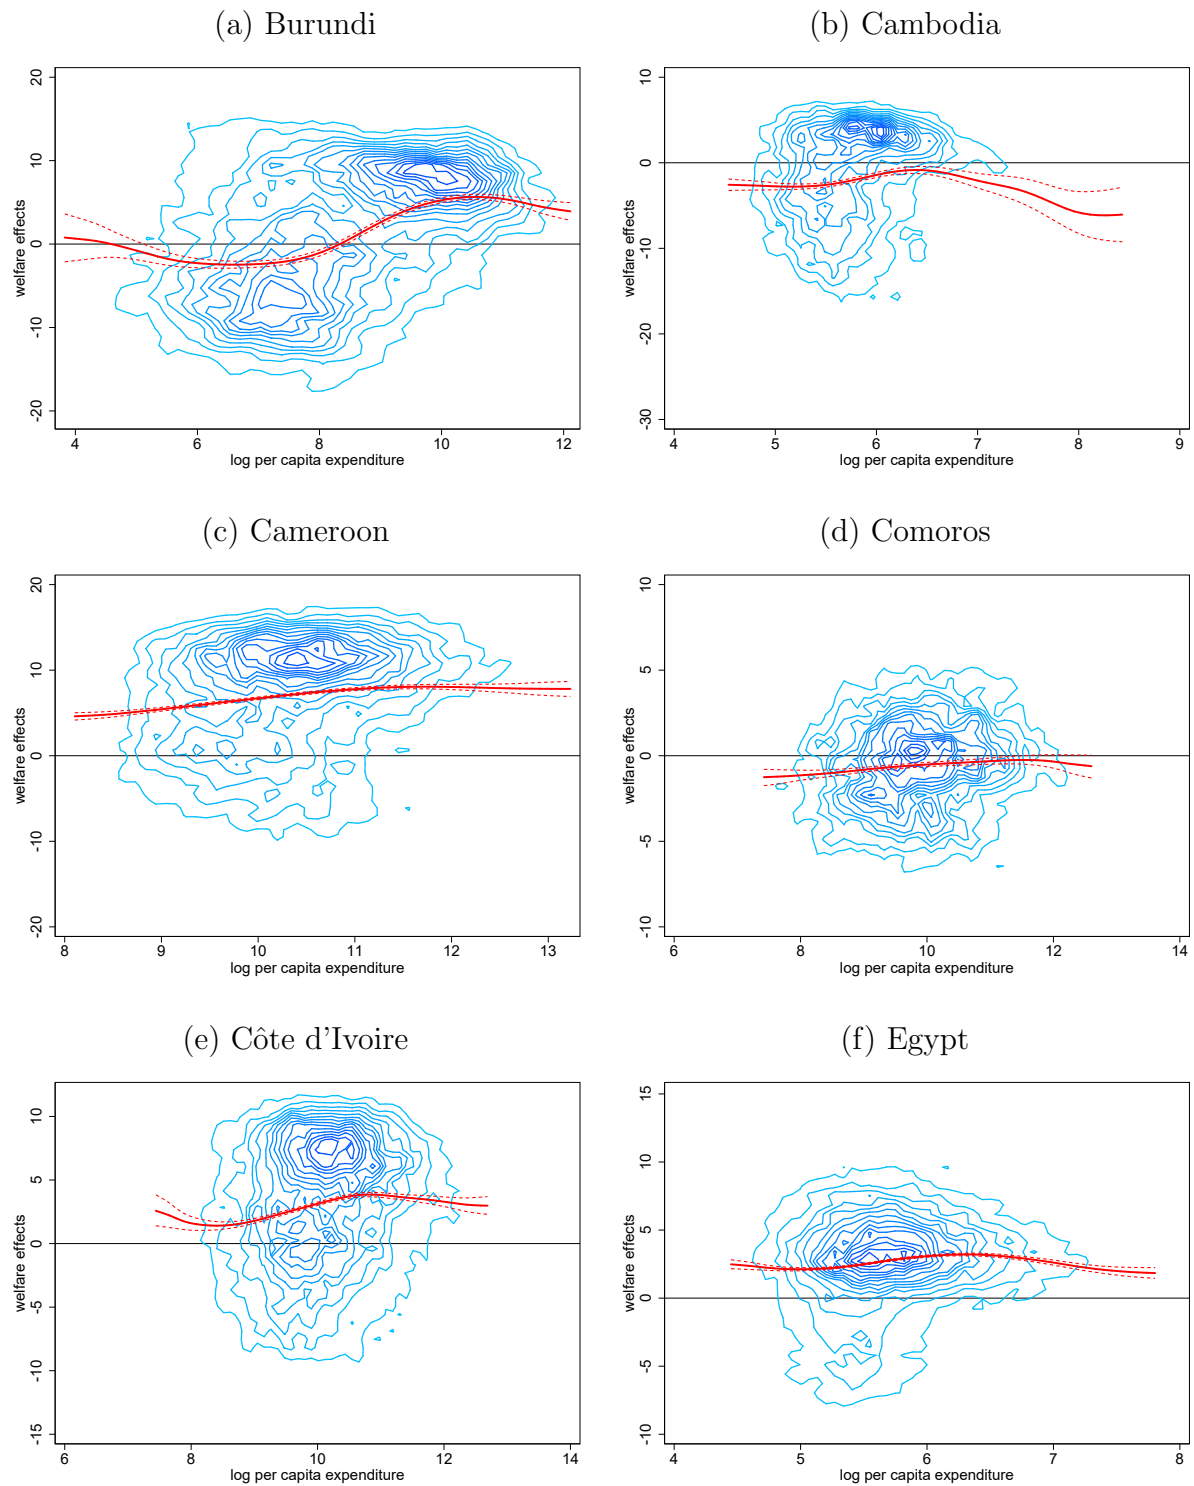 (a) Burundi
20
10
0
-10
-20
welfare effects
4 6 8 10 12
log per capita expenditure
(b) Cambodia
10
0
-10
-20
-30
welfare effects
4 5 6 7 8 9
log per capita expenditure
(c) Cameroon
20
10
0
-10
-20
welfare effects
8 9 10 11 12 13
log per capita expenditure
(d) Comoros
10
5
0
-5
-10
welfare effects
6 8 10 12 14
log per capita expenditure
(e) Côte d'Ivoire
10
5
0
-5
-10
-15
welfare effects
6 8 10 12 14
log per capita expenditure
(f) Egypt
15
10
5
0
-5
-10
welfare effects
4 5 6 7 8
log per capita expenditure